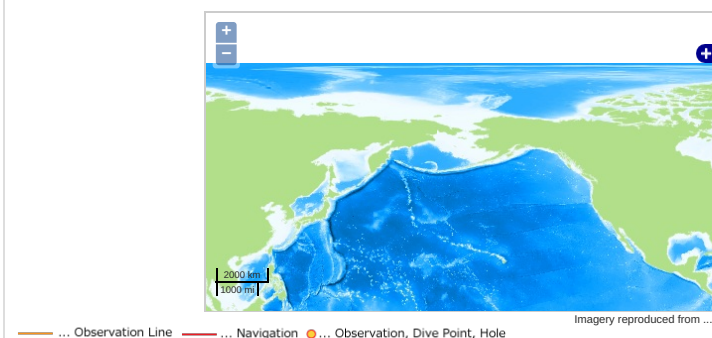 +
−
+
2000 km
1000 mi
Imagery reproduced from ...
... Observation Line ... Navigation ... Observation, Dive Point, Hole